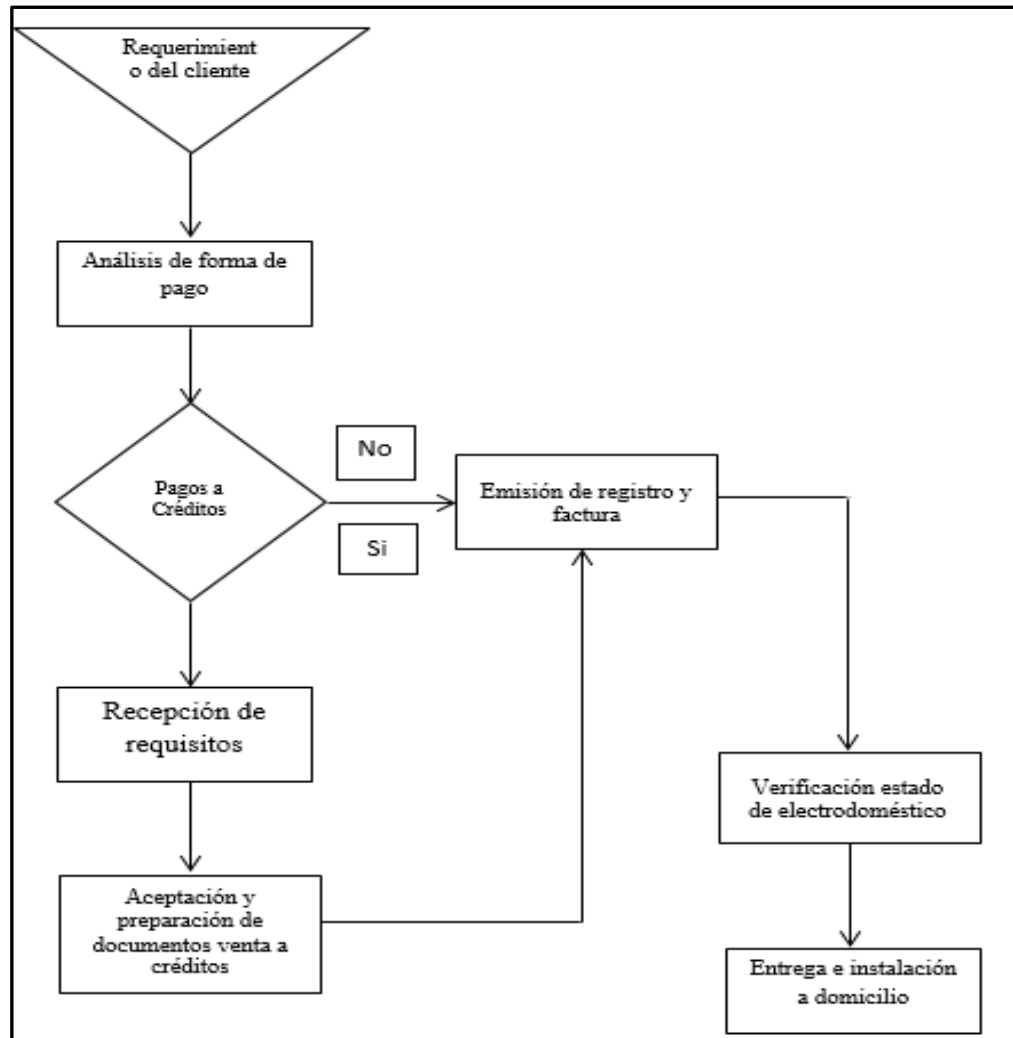 Requerimient
o del cliente
Análisis de forma de
pago
Pagos a
Créditos
No
Si
Emisión de registro y
factura
Recepción de
requisitos
Aceptación y
preparación de
documentos venta a
créditos
Verificación estado
de electrodoméstico
Entrega e instalación
a domicilio